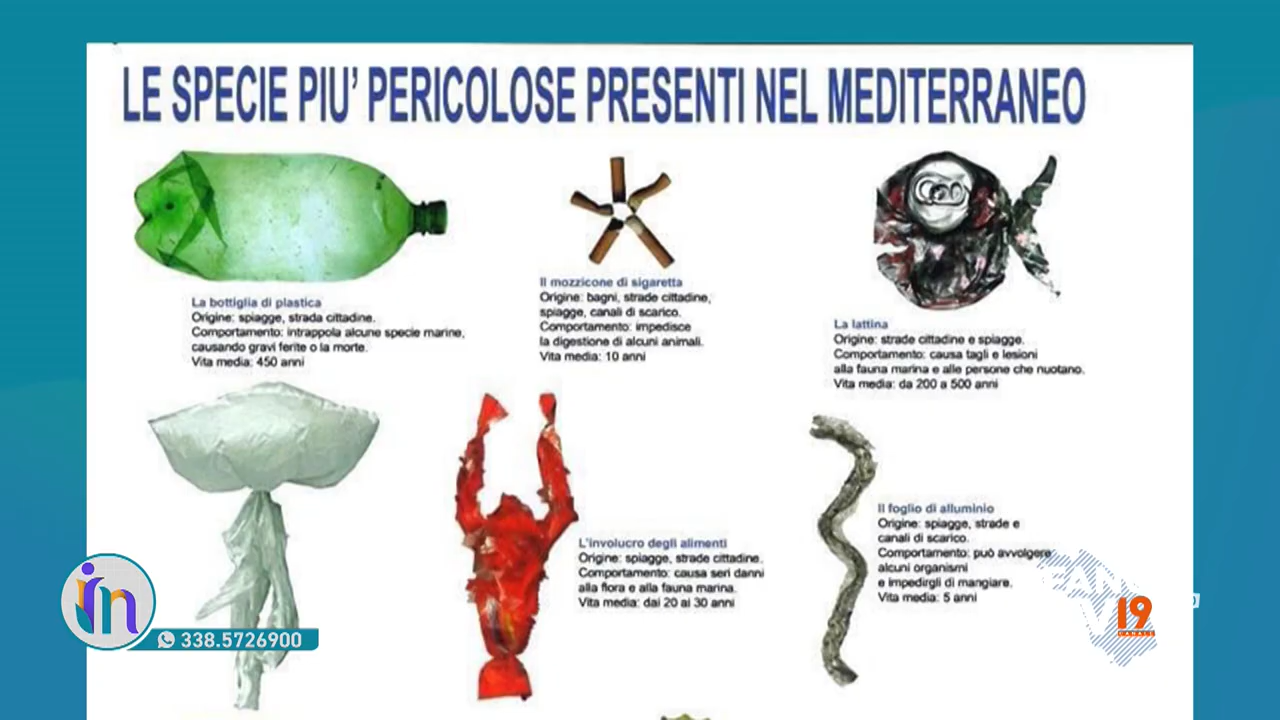 LE SPECIE PIU' PERICOLOSE PRESENTI NEL MEDITERRANEO
La bottiglia di plastica
Origine: spiagge, strada cittadine.
Comportamento: intrappola alcune specie marine,
causando gravi ferite o la morte.
Vita media: 450 anni
Il mozzicone di sigaretta
Origine: bagni, strade cittadine,
spiagge, canali di scarico.
Comportamento: impedisce
la digestione di alcuni animali.
Vita media: 10 anni
La lattina
Origine: strade cittadine e spiagge.
Comportamento: causa tagli e lesioni
alla fauna marina e alle persone che nuotano.
Vita media: da 200 a 500 anni
L'involucro degli alimenti
Origine: spiagge, strade cittadine.
Comportamento: causa seri danni
alla flora e alla fauna marina.
Vita media: dai 20 ai 30 anni
Il foglio di alluminio
Origine: spiagge, strade e
canali di scarico.
Comportamento: può avvolgere
alcuni organismi
e impedirgli di mangiare.
Vita media: 5 anni
in
338.5726900
19
CANALE